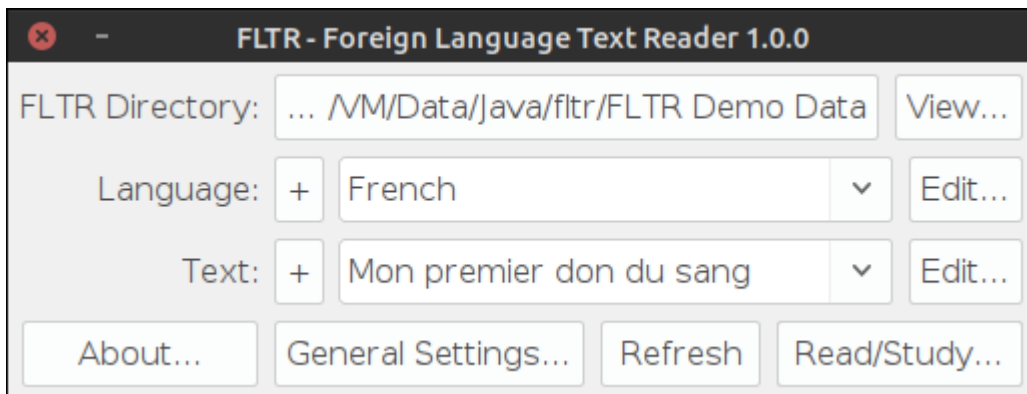 FLTR - Foreign Language Text Reader 1.0.0
FLTR Directory: ... /VM/Data/Java/fltr/FLTR Demo Data View...
Language: + French Edit...
Text: + Mon premier don du sang Edit...
About... General Settings... Refresh Read/Study...